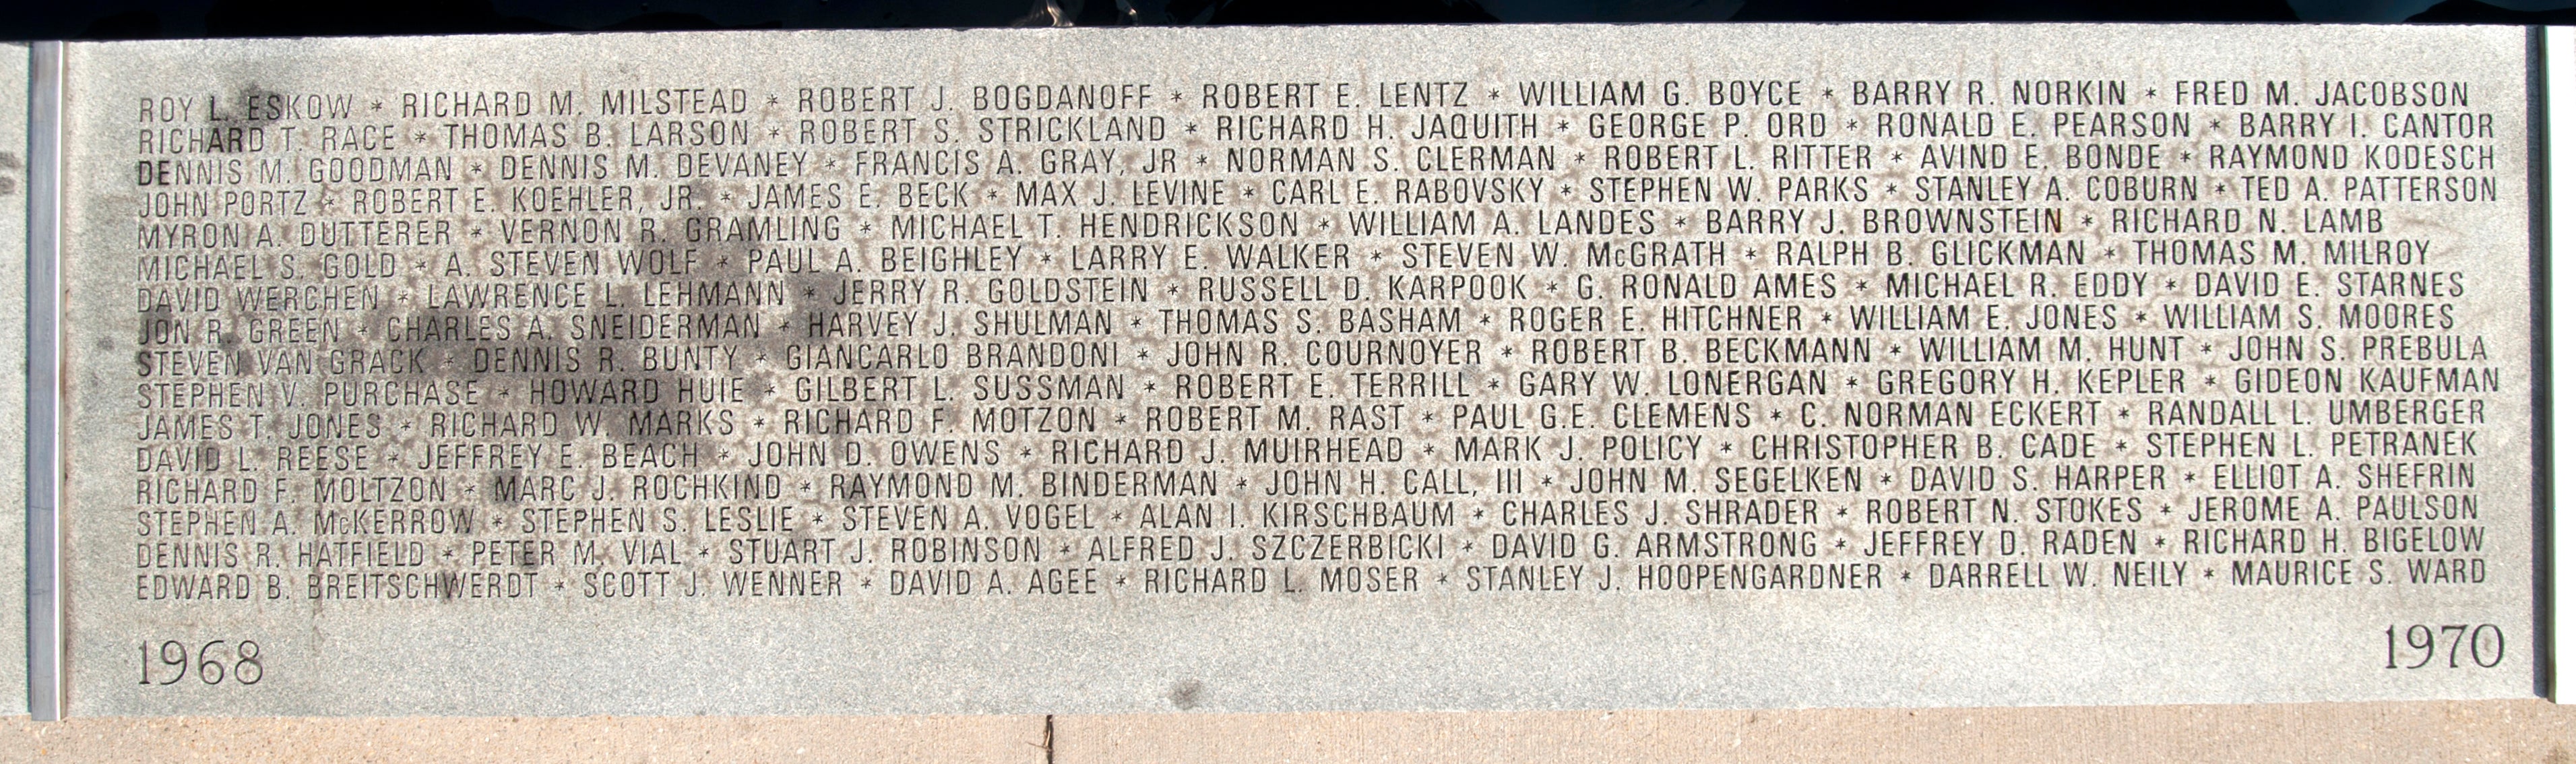 ROY L. ESKOW * RICHARD M. MILSTEAD * ROBERT J. BOGDANOFF * ROBERT E. LENTZ * WILLIAM G. BOYCE * BARRY R. NORKIN * FRED M. JACOBSON
RICHARD T. RACE * THOMAS B. LARSON * ROBERT S. STRICKLAND * RICHARD H. JAQUITH * GEORGE P. ORD * RONALD E. PEARSON * BARRY I. CANTOR
DENNIS M. GOODMAN * DENNIS M. DEVANEY * FRANCIS A. GRAY, JR * NORMAN S. CLERMAN * ROBERT L. RITTER * AVIND E. BONDE * RAYMOND KODESCH
JOHN PORTZ * ROBERT E. KOEHLER, JR. * JAMES E. BECK * MAX J. LEVINE * CARL E. RABOVSKY * STEPHEN W. PARKS * STANLEY A. COBURN * TED A. PATTERSON
MYRON A. DUTTERER * VERNON R. GRAMLING * MICHAEL T. HENDRICKSON * WILLIAM A. LANDES * BARRY J. BROWNSTEIN * RICHARD N. LAMB
MICHAEL S. GOLD * A. STEVEN WOLF * PAUL A. BEIGHLEY * LARRY E. WALKER * STEVEN W. McGRATH * RALPH B. GLICKMAN * THOMAS M. MILROY
DAVID WERCHEN * LAWRENCE L. LEHMANN * JERRY R. GOLDSTEIN * RUSSELL D. KARPOOK * G. RONALD AMES * MICHAEL R. EDDY * DAVID E. STARNES
JON R. GREEN * CHARLES A. SNEIDERMAN * HARVEY J. SHULMAN * THOMAS S. BASHAM * ROGER E. HITCHNER * WILLIAM E. JONES * WILLIAM S. MOORES
STEVEN VAN GRACK * DENNIS R. BUNTY * GIANCARLO BRANDONI * JOHN R. COURNOYER * ROBERT B. BECKMANN * WILLIAM M. HUNT * JOHN S. PREBULA
STEPHEN V. PURCHASE * HOWARD HUIE * GILBERT L. SUSSMAN * ROBERT E. TERRILL * GARY W. LONERGAN * GREGORY H. KEPLER * GIDEON KAUFMAN
JAMES T. JONES * RICHARD W. MARKS * RICHARD F. MOTZON * ROBERT M. RAST * PAUL G.E. CLEMENS * C. NORMAN ECKERT * RANDALL L. UMBERGER
DAVID L. REESE * JEFFREY E. BEACH * JOHN D. OWENS * RICHARD J. MUIRHEAD * MARK J. POLICY * CHRISTOPHER B. CADE * STEPHEN L. PETRANEK
RICHARD F. MOLTZON * MARC J. ROCHKIND * RAYMOND M. BINDERMAN * JOHN H. CALL, III * JOHN M. SEGELKEN * DAVID S. HARPER * ELLIOT A. SHEFRIN
STEPHEN A. McKERROW * STEPHEN S. LESLIE * STEVEN A. VOGEL * ALAN I. KIRSCHBAUM * CHARLES J. SHRADER * ROBERT N. STOKES * JEROME A. PAULSON
DENNIS R. HATFIELD * PETER M. VIAL * STUART J. ROBINSON * ALFRED J. SZCZERBICKI * DAVID G. ARMSTRONG * JEFFREY D. RADEN * RICHARD H. BIGELOW
EDWARD B. BREITSCHWERDT * SCOTT J. WENNER * DAVID A. AGEE * RICHARD L. MOSER * STANLEY J. HOOPENGARDNER * DARRELL W. NEILY * MAURICE S. WARD
1968 1970